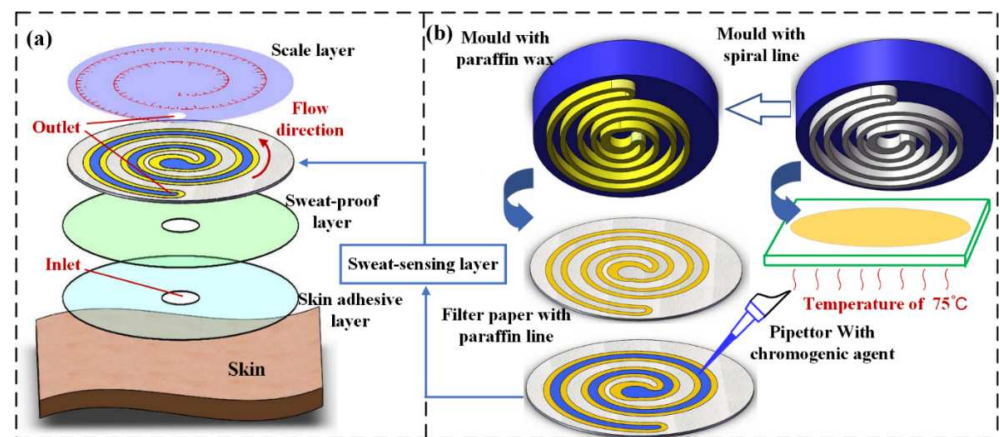 (a)
Scale layer
Outlet
Flow
direction
Sweat-proof
layer
Inlet
Skin adhesive
layer
Skin
Sweat-sensing layer
(b)
Mould with
paraffin wax
Mould with
spiral line
Temperature of 75℃
Filter paper with
paraffin line
Pipettor With
chromogenic agent